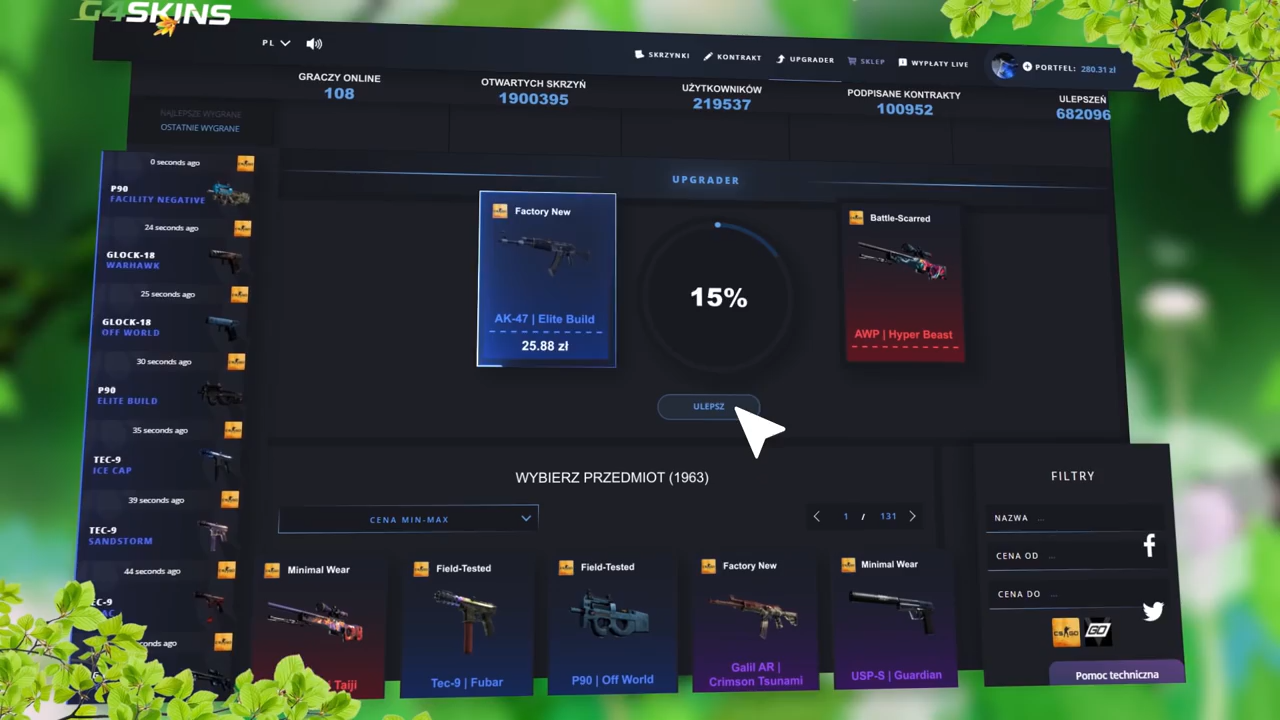 G4SKINS
PL
SKRZYNKI
KONTRAKT
UPGRADER
SKLEP
WYPŁATY LIVE
PORTFEL: 280.31 zł
GRACZY ONLINE
108
OTWARTYCH SKRZYŃ
1900395
UŻYTKOWNIKÓW
219537
PODPISANE KONTRAKTY
100952
ULEPSZEŃ
682096
NAJLEPSZE WYGRANE
OSTATNIE WYGRANE
0 seconds ago
P90
FACILITY NEGATIVE
24 seconds ago
GLOCK-18
WARHAWK
25 seconds ago
GLOCK-18
OFF WORLD
30 seconds ago
P90
ELITE BUILD
35 seconds ago
TEC-9
ICE CAP
39 seconds ago
TEC-9
SANDSTORM
44 seconds ago
UPGRADER
Factory New
AK-47 | Elite Build
25.88 zł
15%
Battle-Scarred
AWP | Hyper Beast
ULEPSZ
WYBIERZ PRZEDMIOT (1963)
CENA MIN-MAX
1 / 131
Minimal Wear
Taiji
Field-Tested
Tec-9 | Fubar
Field-Tested
P90 | Off World
Factory New
Galil AR |
Crimson Tsunami
Minimal Wear
USP-S | Guardian
FILTRY
NAZWA ...
CENA OD ...
CENA DO ...
CS:GO
GO
Pomoc techniczna